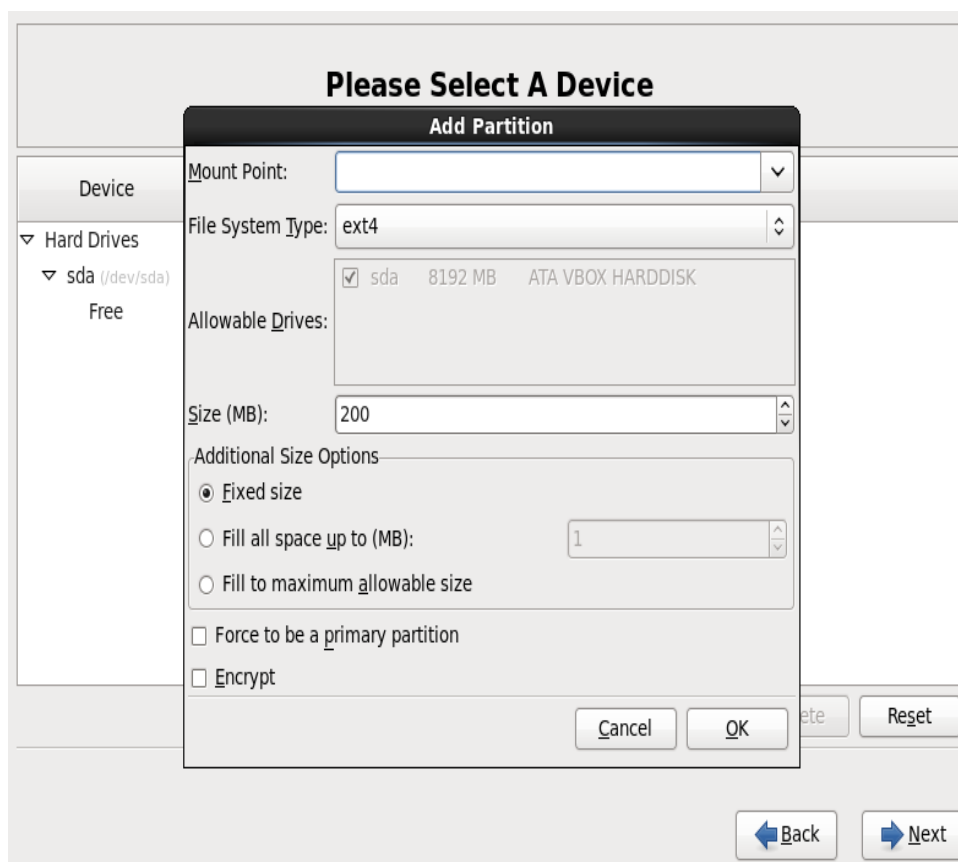 Please Select A Device
Add Partition
Device
Hard Drives
sda (/dev/sda)
Free
Mount Point:
File System Type: ext4
Allowable Drives:
sda 8192 MB ATA VBOX HARDDISK
Size (MB): 200
Additional Size Options
Fixed size
Fill all space up to (MB): 1
Fill to maximum allowable size
Force to be a primary partition
Encrypt
Cancel OK
Reset
Back Next